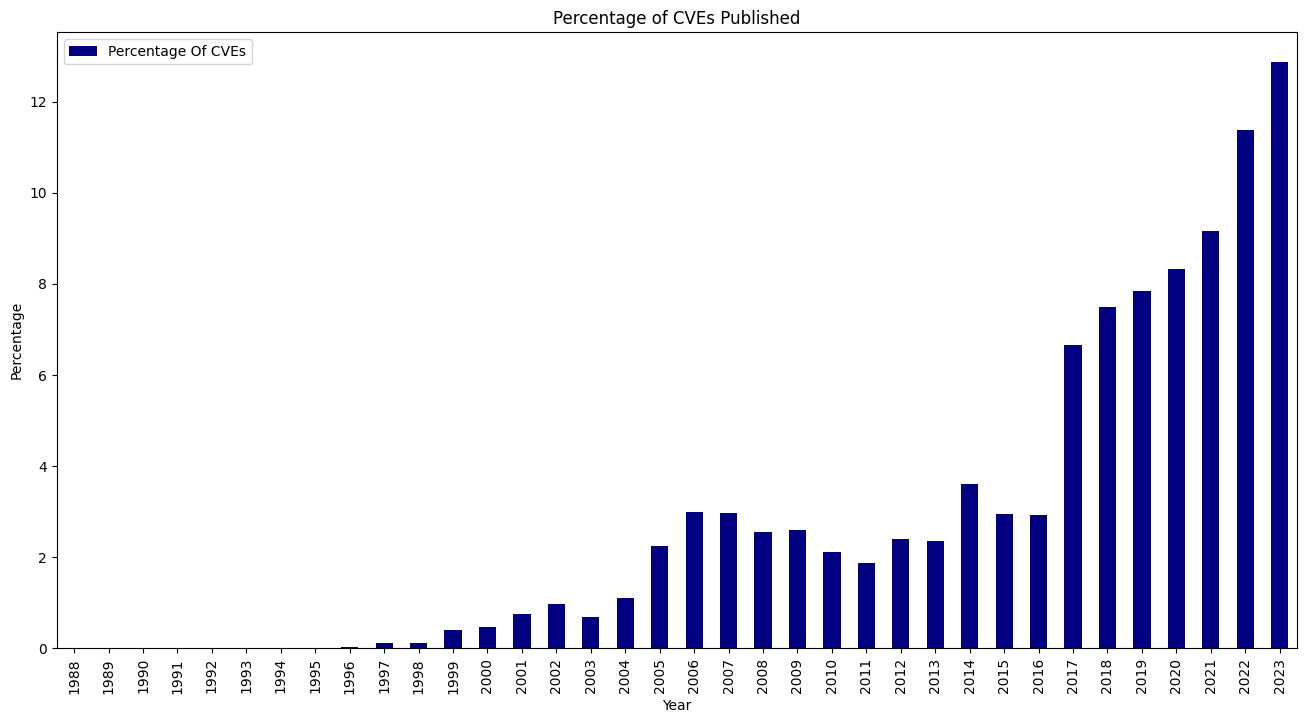 Percentage of CVEs Published
Percentage Of CVEs
Percentage
12
10
8
6
4
2
0
1988 1989 1990 1991 1992 1993 1994 1995 1996 1997 1998 1999 2000 2001 2002 2003 2004 2005 2006 2007 2008 2009 2010 2011 2012 2013 2014 2015 2016 2017 2018 2019 2020 2021 2022 2023
Year